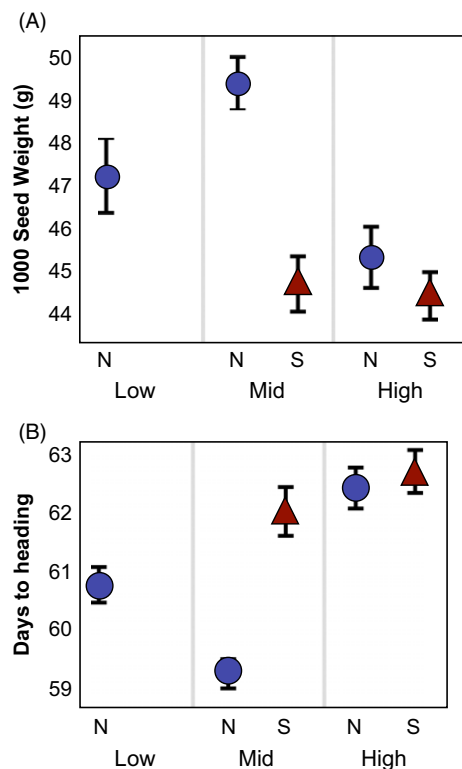 (A)
1000 Seed Weight (g)
50
49
48
47
46
45
44
N N S N S
Low Mid High
(B)
Days to heading
63
62
61
60
59
N N S N S
Low Mid High